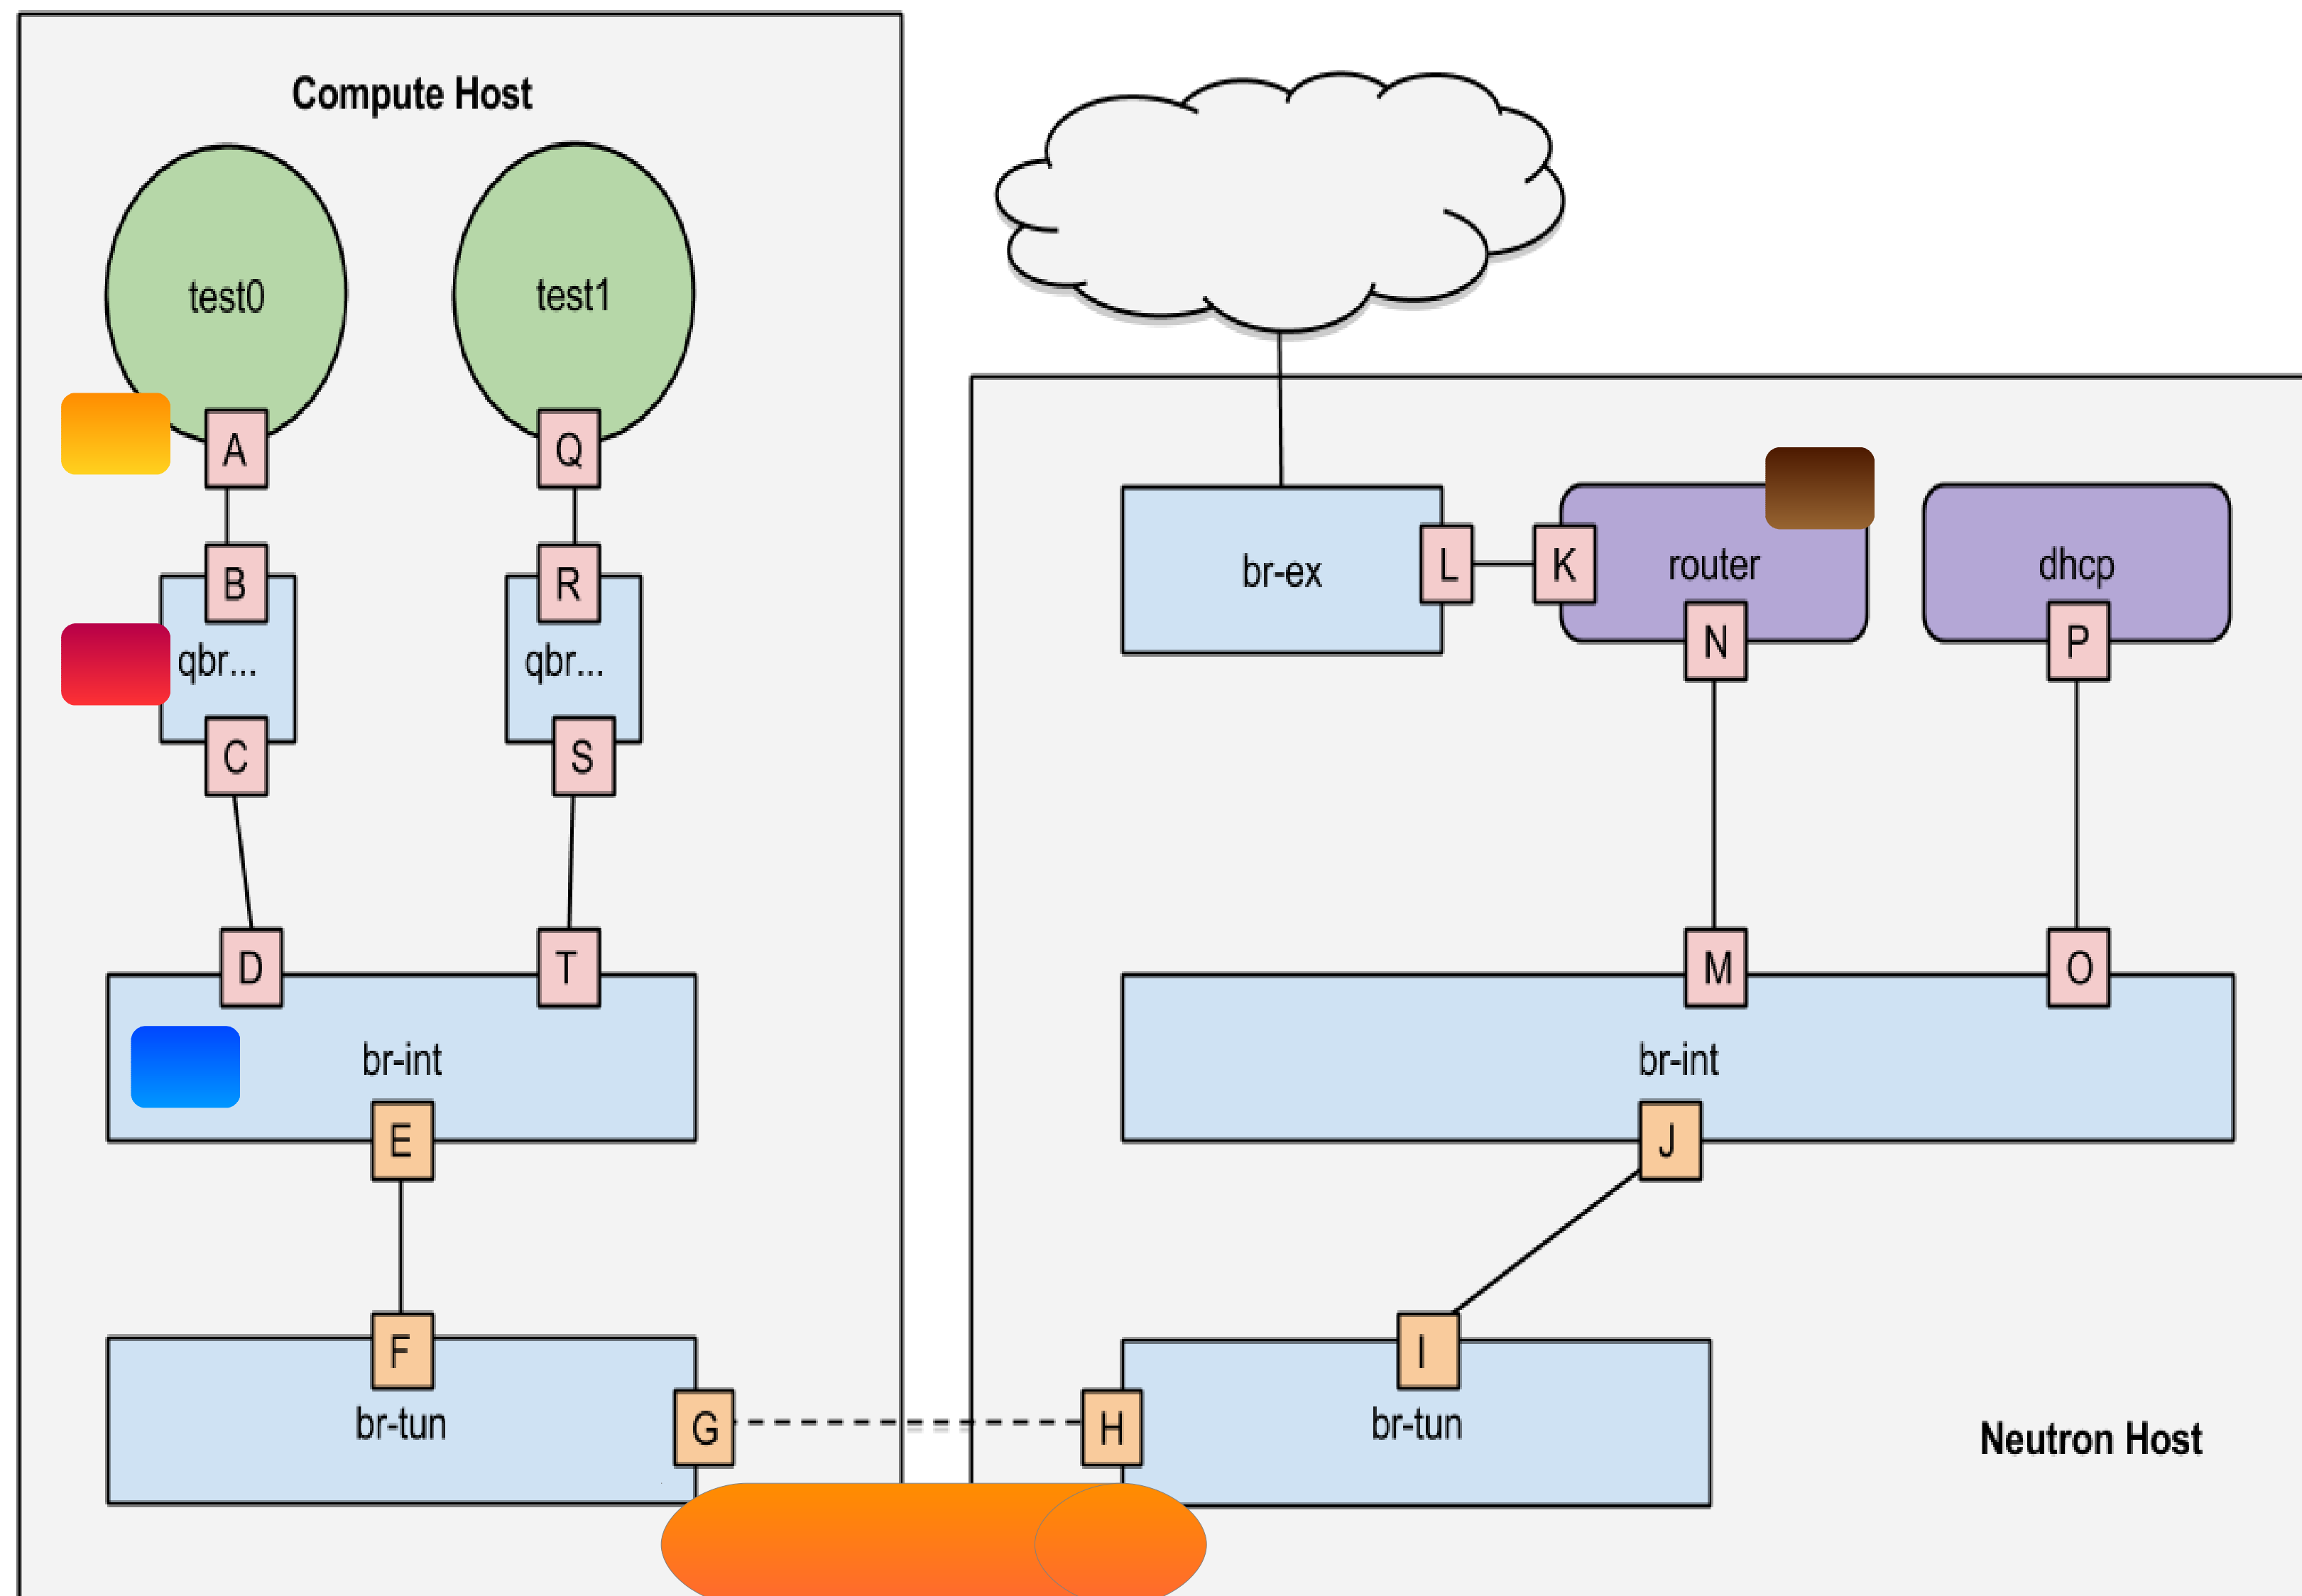 Compute Host
test0
test1
A
Q
B
R
qbr...
qbr...
C
S
D
T
br-int
E
F
br-tun
G
br-ex
L
K
router
dhcp
N
P
M
O
br-int
J
I
H
br-tun
Neutron Host